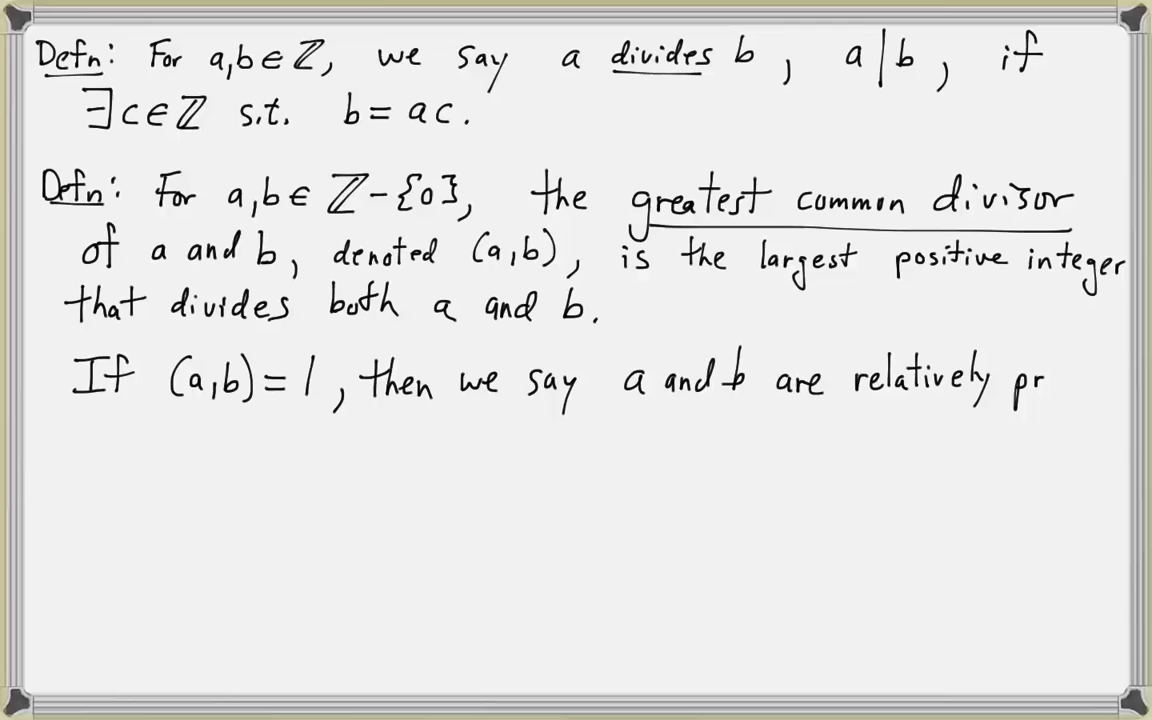 Defn: For a,b∈ℤ, we say a divides b, a|b, if
∃c∈ℤ s.t. b=ac.
Defn: For a,b∈ℤ-{0}, the greatest common divisor
of a and b, denoted (a,b), is the largest positive integer
that divides both a and b.
If (a,b)=1, then we say a and b are relatively pr